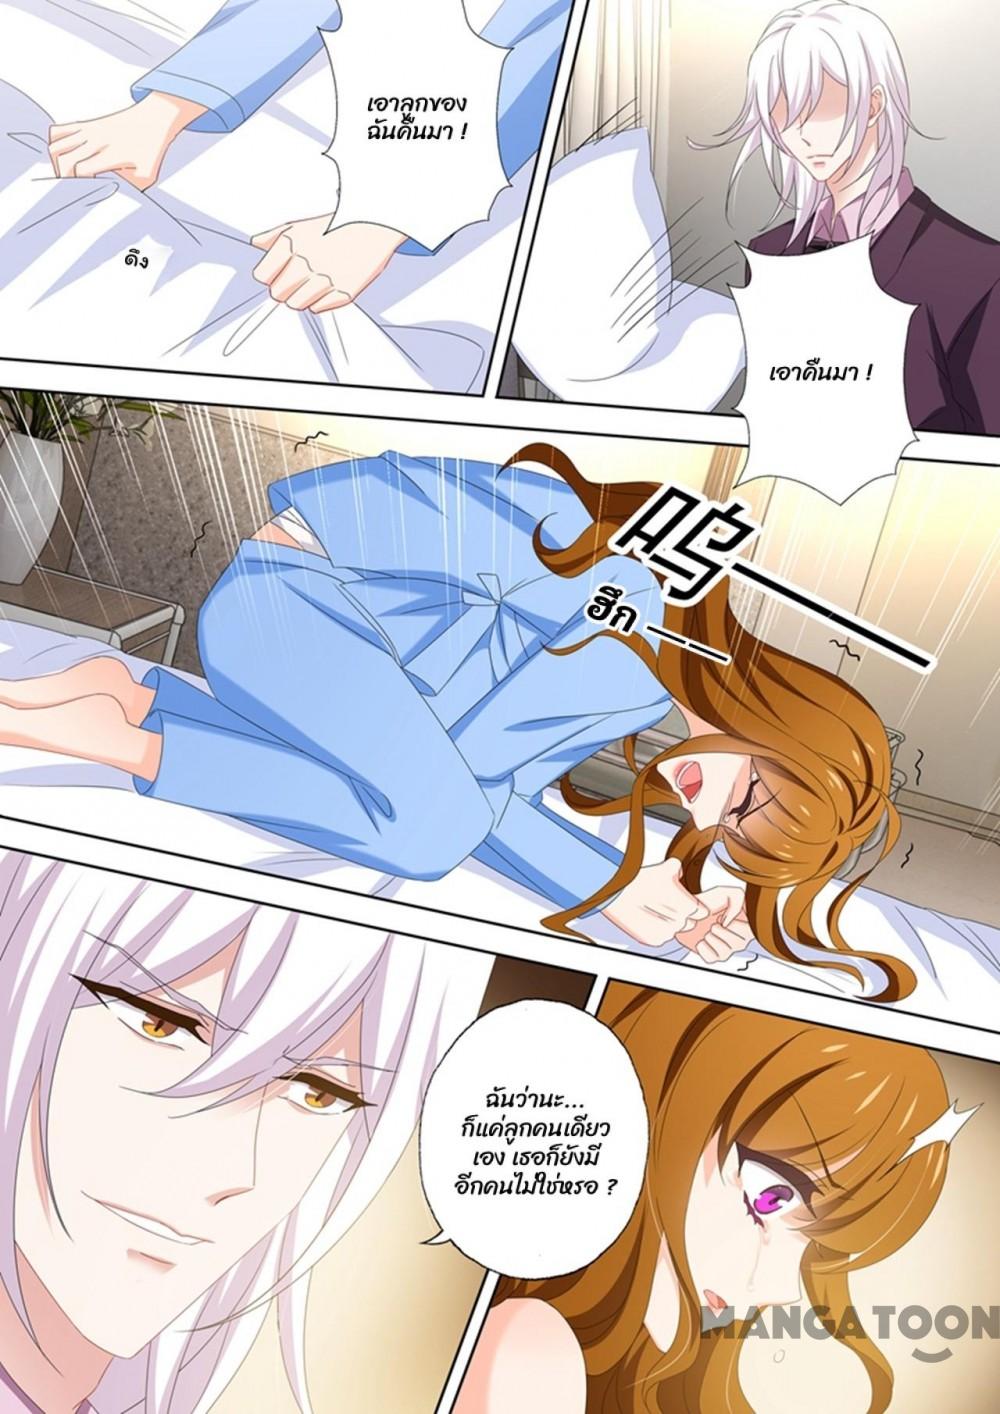 เอาลูกของ
ฉันคืนมา !
ดึง
เอาคืนมา !
呜——
ฮึก ——
ฉันว่านะ...
ก็แค่ลูกคนเดียว
เอง เธอก็ยังมี
อีกคนไม่ใช่หรอ ?
MANGATOON